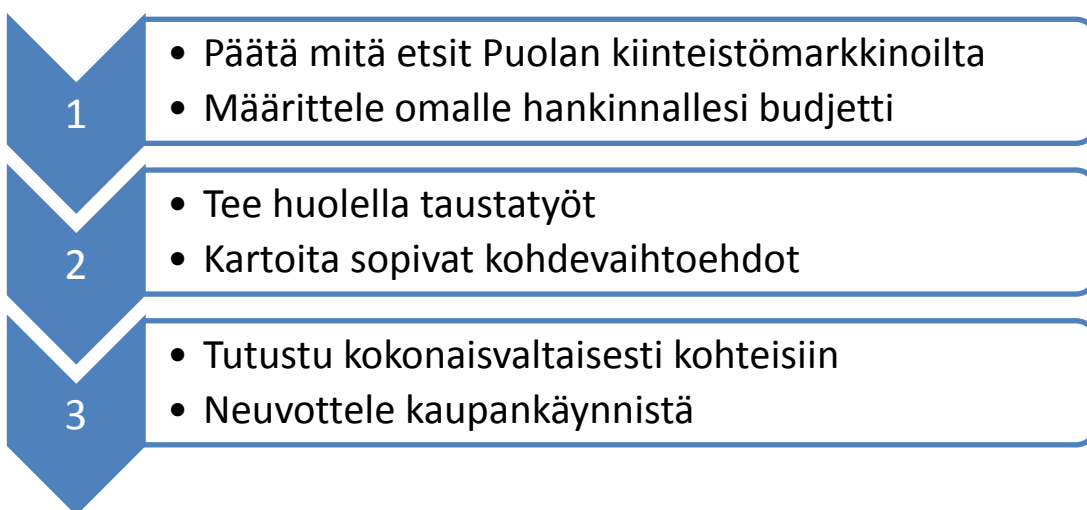 1
• Päätä mitä etsit Puolan kiinteistömarkkinoilta
• Määrittele omalle hankinnallesi budjetti
2
• Tee huolella taustatyöt
• Kartoita sopivat kohdevaihtoehdot
3
• Tutustu kokonaisvaltaisesti kohteisiin
• Neuvottele kaupankäynnistä